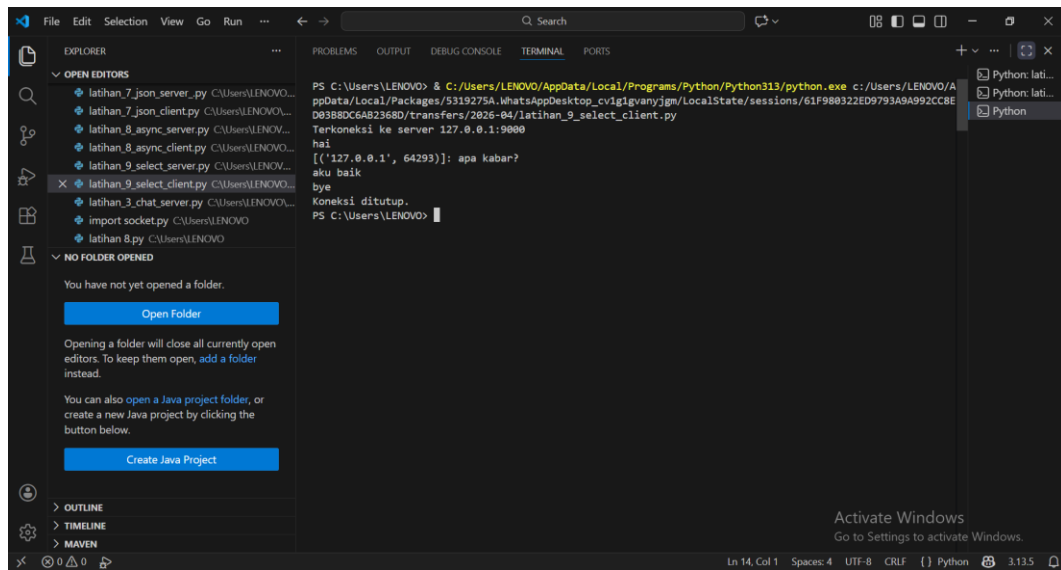 File Edit Selection View Go Run ··· Search
EXPLORER ···
OPEN EDITORS
latihan_7_json_server_.py C:\Users\LENOVO...
latihan_7_json_client.py C:\Users\LENOVO\...
latihan_8_async_server.py C:\Users\LENOV...
latihan_8_async_client.py C:\Users\LENOVO...
latihan_9_select_server.py C:\Users\LENOV...
latihan_9_select_client.py C:\Users\LENOVO...
latihan_3_chat_server.py C:\Users\LENOVO\...
import socket.py C:\Users\LENOVO
latihan 8.py C:\Users\LENOVO
NO FOLDER OPENED
You have not yet opened a folder.
Open Folder
Opening a folder will close all currently open
editors. To keep them open, add a folder
instead.
You can also open a Java project folder, or
create a new Java project by clicking the
button below.
Create Java Project
OUTLINE
TIMELINE
MAVEN
PROBLEMS OUTPUT DEBUG CONSOLE TERMINAL PORTS
PS C:\Users\LENOVO> & C:/Users/LENOVO/AppData/Local/Programs/Python/Python313/python.exe c:/Users/LENOVO/A
ppData/Local/Packages/5319275A.WhatsAppDesktop_cv1g1gvanyjgm/LocalState/sessions/61F980322ED9793A9A992CC8E
D03B8DC6AB2368D/transfers/2026-04/latihan_9_select_client.py
Terkoneksi ke server 127.0.0.1:9000
hai
[('127.0.0.1', 64293)]: apa kabar?
aku baik
bye
Koneksi ditutup.
PS C:\Users\LENOVO>
Python: lati...
Python: lati...
Python
Activate Windows
Go to Settings to activate Windows.
0 0 Ln 14, Col 1 Spaces: 4 UTF-8 CRLF { } Python 3.13.5